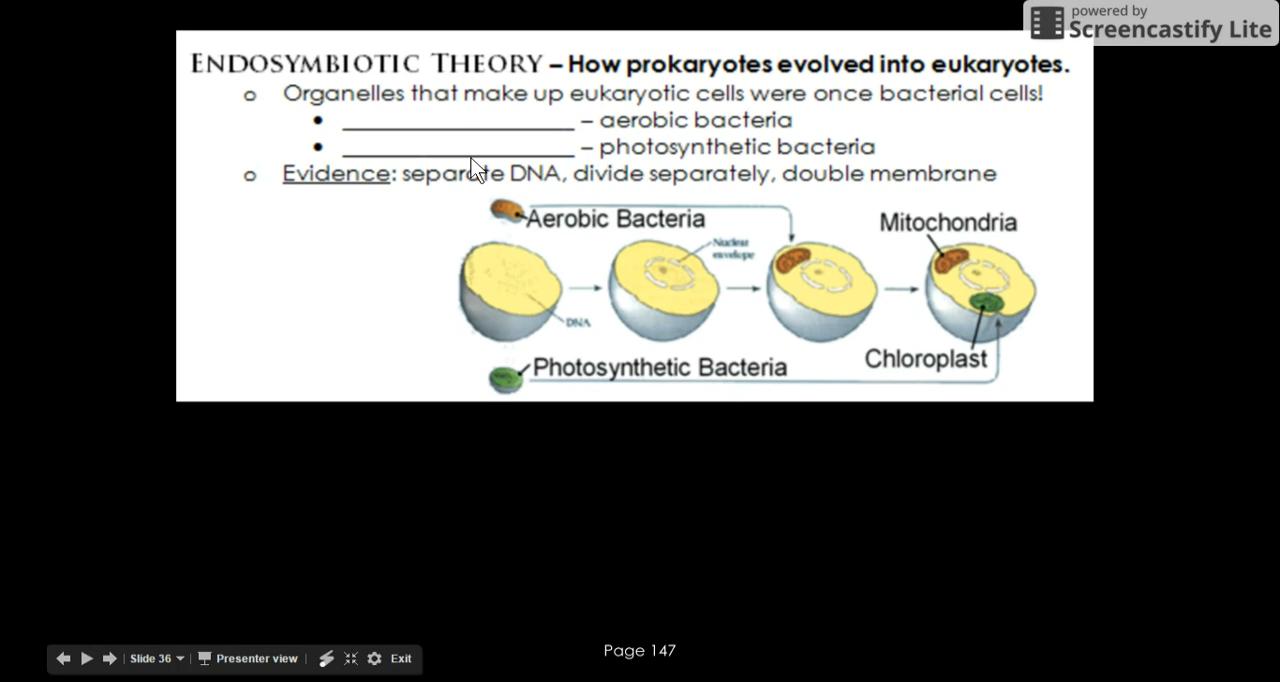 powered by
Screencastify Lite
ENDOSYMBIOTIC THEORY – How prokaryotes evolved into eukaryotes.
o Organelles that make up eukaryotic cells were once bacterial cells!
• ____________________ – aerobic bacteria
• ____________________ – photosynthetic bacteria
o Evidence: separate DNA, divide separately, double membrane
Aerobic Bacteria
Mitochondria
Nuclear
envelope
DNA
Chloroplast
Photosynthetic Bacteria
Page 147
Slide 36 Presenter view Exit